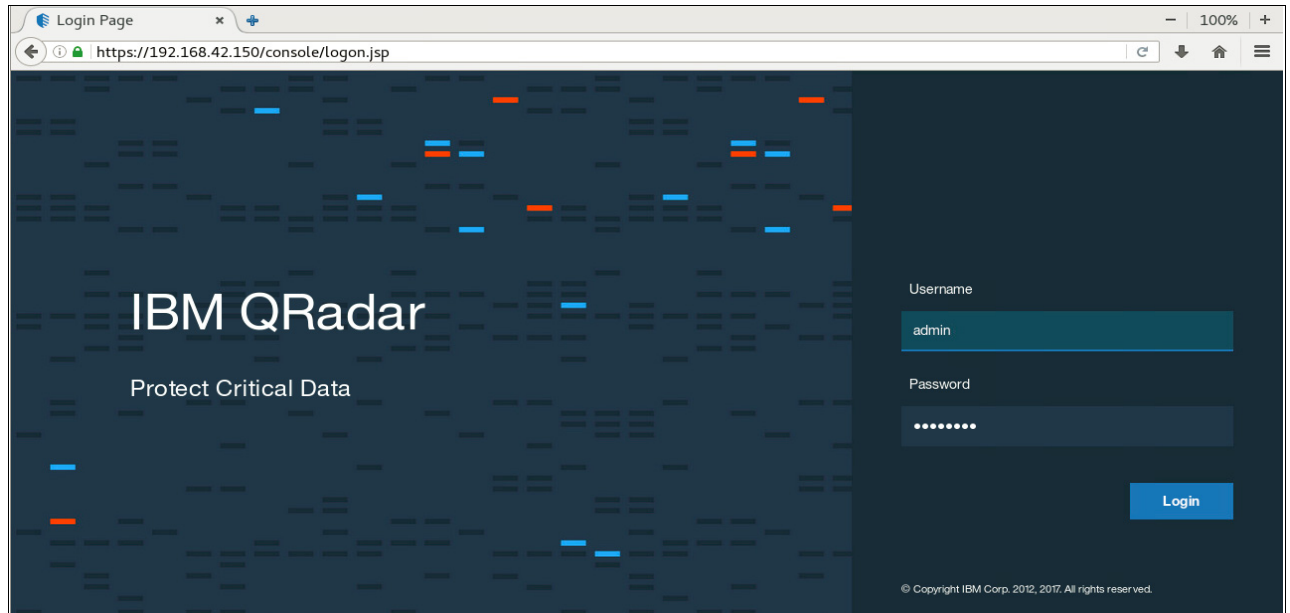 Login Page
100%
https://192.168.42.150/console/logon.jsp
IBM QRadar
Protect Critical Data
Username
admin
Password
Login
© Copyright IBM Corp. 2012, 2017. All rights reserved.